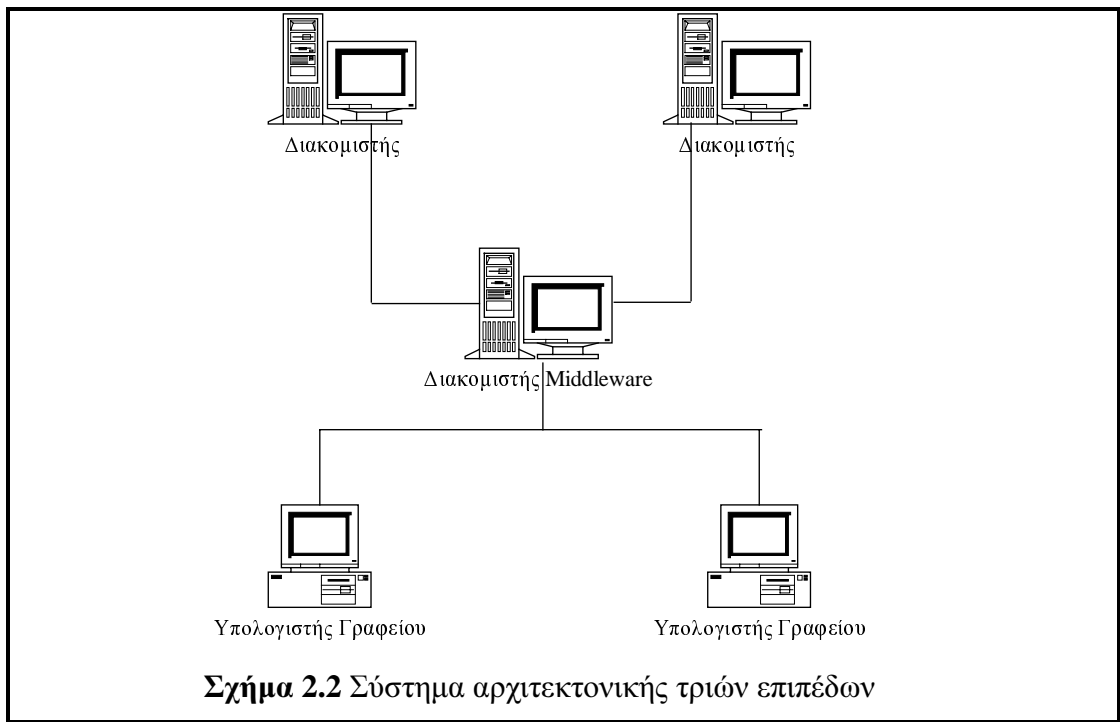 Διακομιστής Διακομιστής
Διακομιστής Middleware
Υπολογιστής Γραφείου Υπολογιστής Γραφείου
Σχήμα 2.2 Σύστημα αρχιτεκτονικής τριών επιπέδων